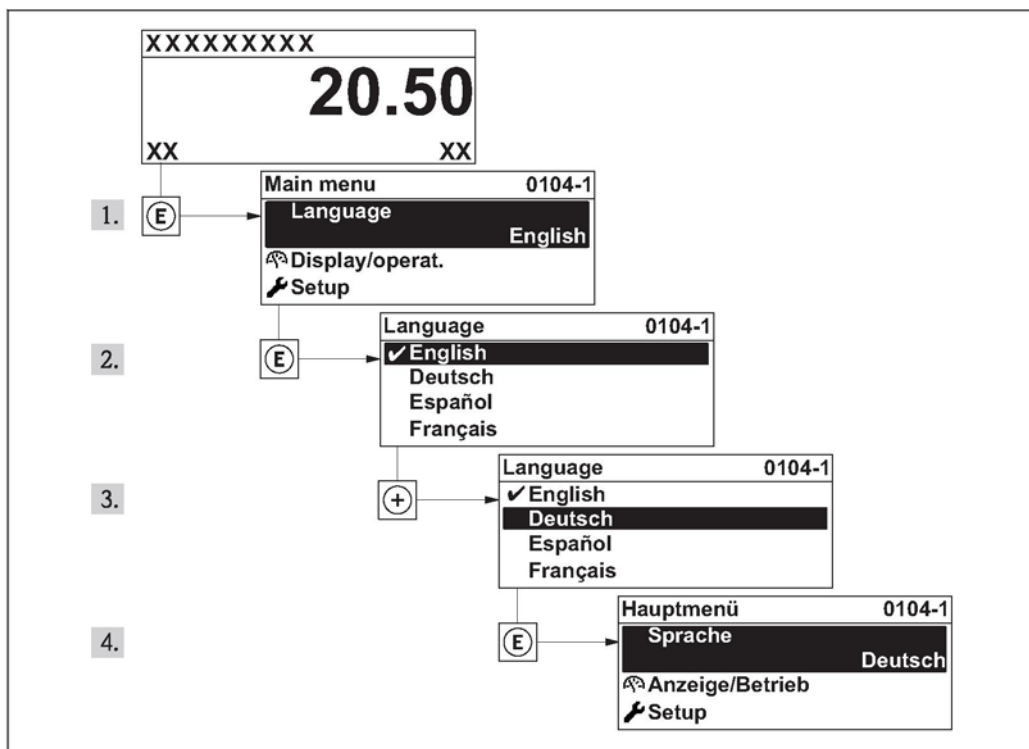 XXXXXXXXX
20.50
XX XX
1. E
Main menu 0104-1
Language
English
Display/operat.
Setup
2. E
Language 0104-1
✔English
Deutsch
Español
Français
3. +
Language 0104-1
✔English
Deutsch
Español
Français
4. E
Hauptmenü 0104-1
Sprache
Deutsch
Anzeige/Betrieb
Setup